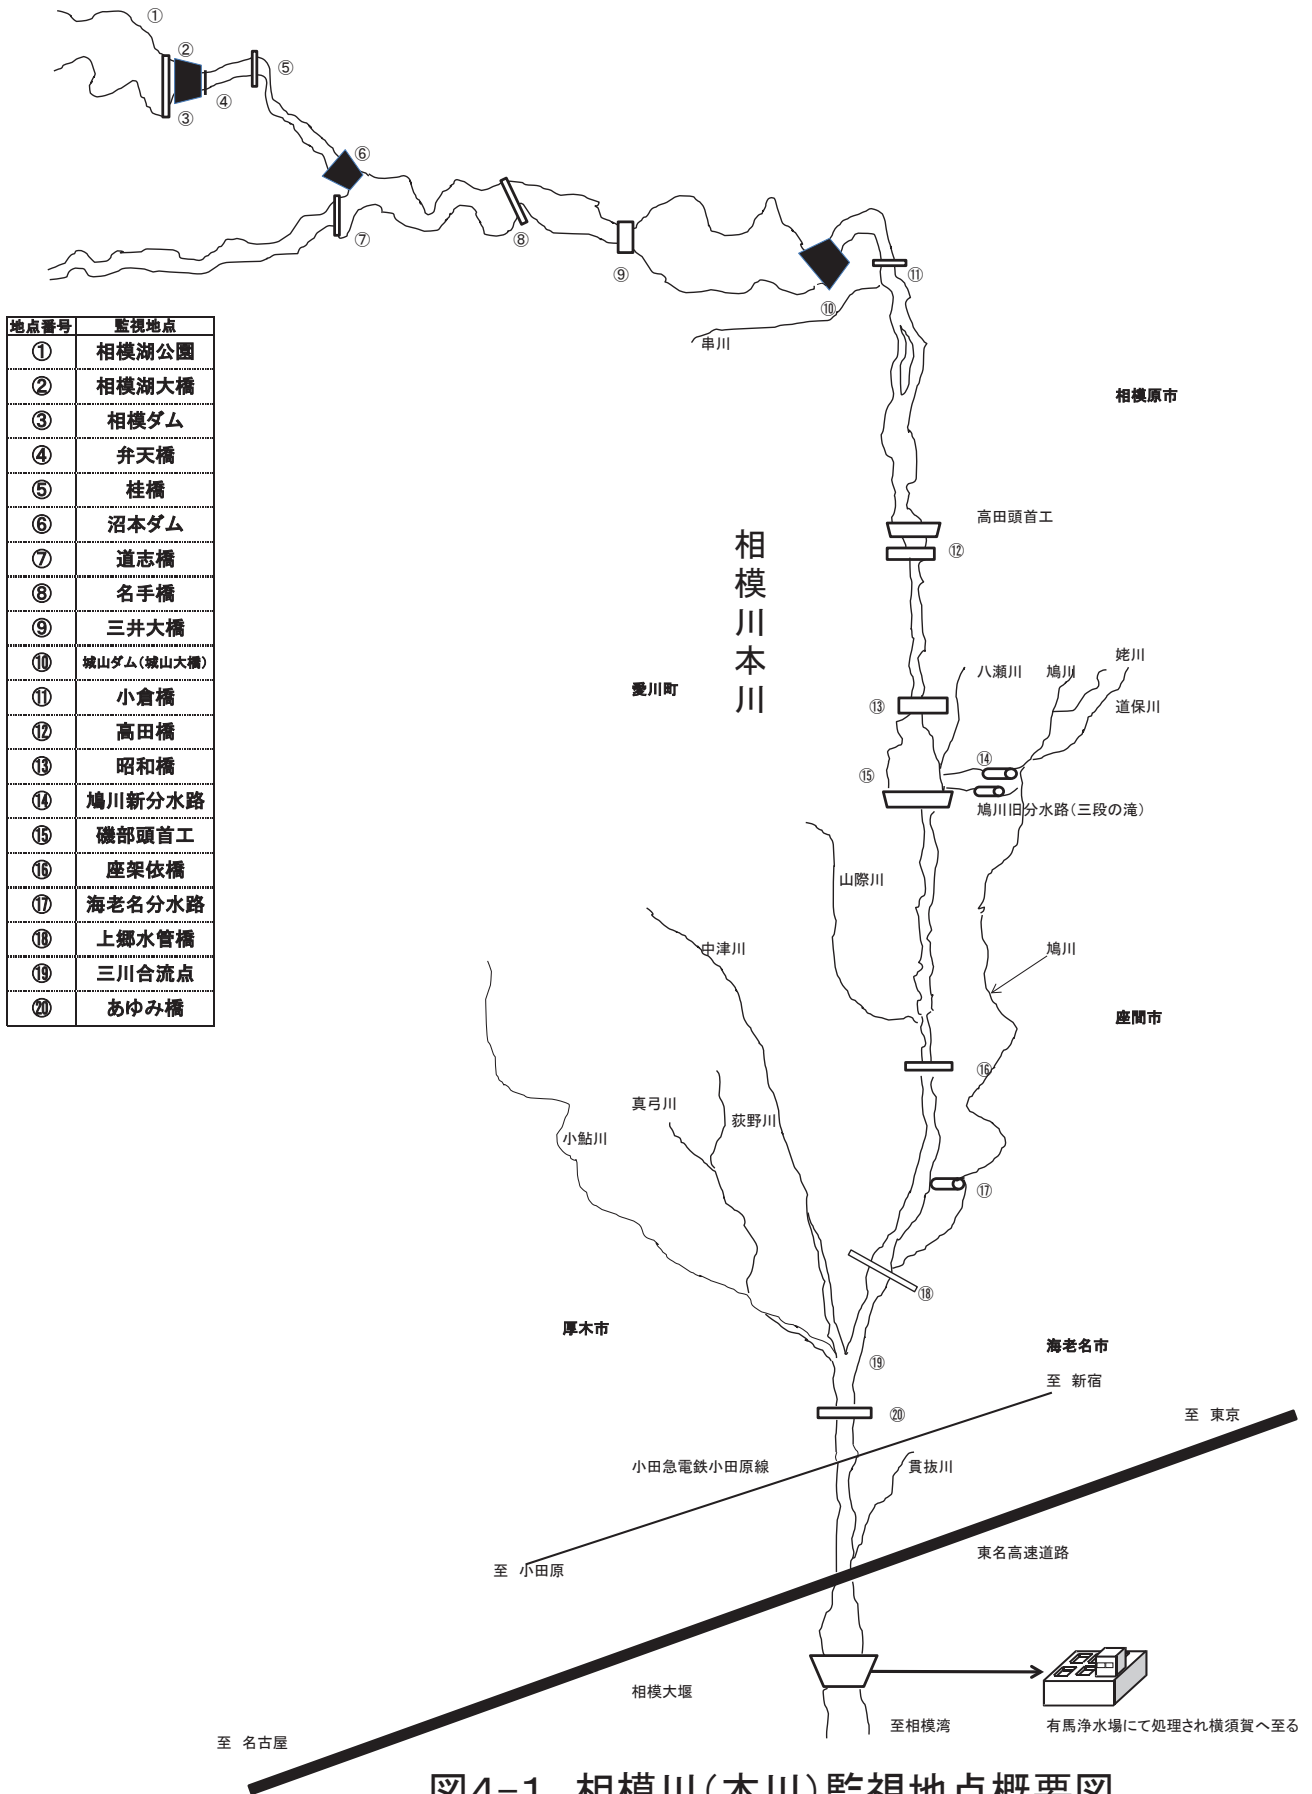 ①
②
③
④
⑤
⑥
⑦
⑧
⑨
⑩
⑪
串川
地点番号 監視地点
① 相模湖公園
② 相模湖大橋
③ 相模ダム
④ 弁天橋
⑤ 桂橋
⑥ 沼本ダム
⑦ 道志橋
⑧ 名手橋
⑨ 三井大橋
⑩ 城山ダム(城山大橋)
⑪ 小倉橋
⑫ 高田橋
⑬ 昭和橋
⑭ 鳩川新分水路
⑮ 磯部頭首工
⑯ 座架依橋
⑰ 海老名分水路
⑱ 上郷水管橋
⑲ 三川合流点
⑳ あゆみ橋
相模原市
高田頭首工
⑫
相模川本川
愛川町
八瀬川
鳩川
姥川
道保川
⑬
⑭
⑮
鳩川旧分水路(三段の滝)
山際川
中津川
鳩川
座間市
⑯
真弓川
荻野川
小鮎川
⑰
⑱
厚木市
海老名市
⑲
至 新宿
⑳
至 東京
小田急電鉄小田原線
貫抜川
東名高速道路
至 小田原
相模大堰
至相模湾
有馬浄水場にて処理され横須賀へ至る
至 名古屋
図4-1 相模川(本川)監視地点概要図